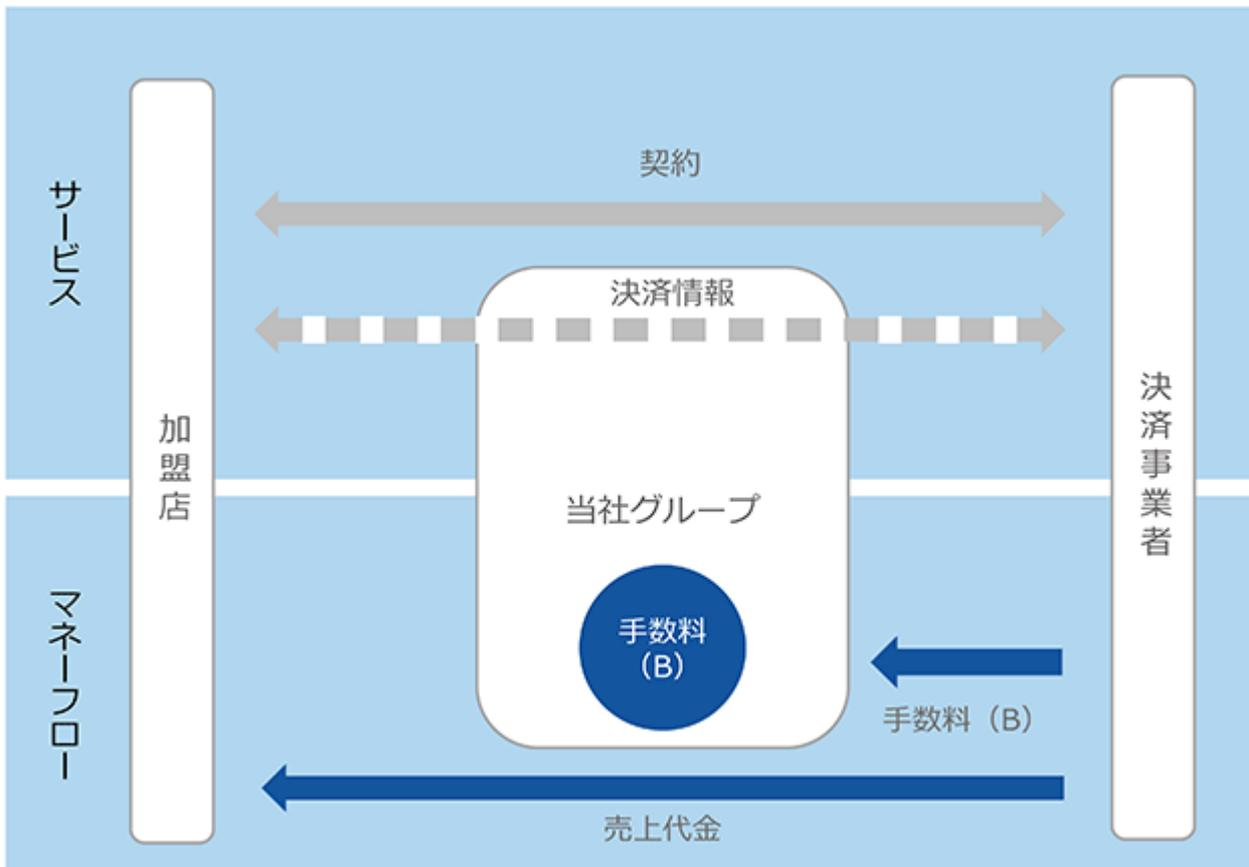 サービス
契約
決済情報
加盟店
決済事業者
当社グループ
マネーフロー
手数料
（B）
手数料（B）
売上代金